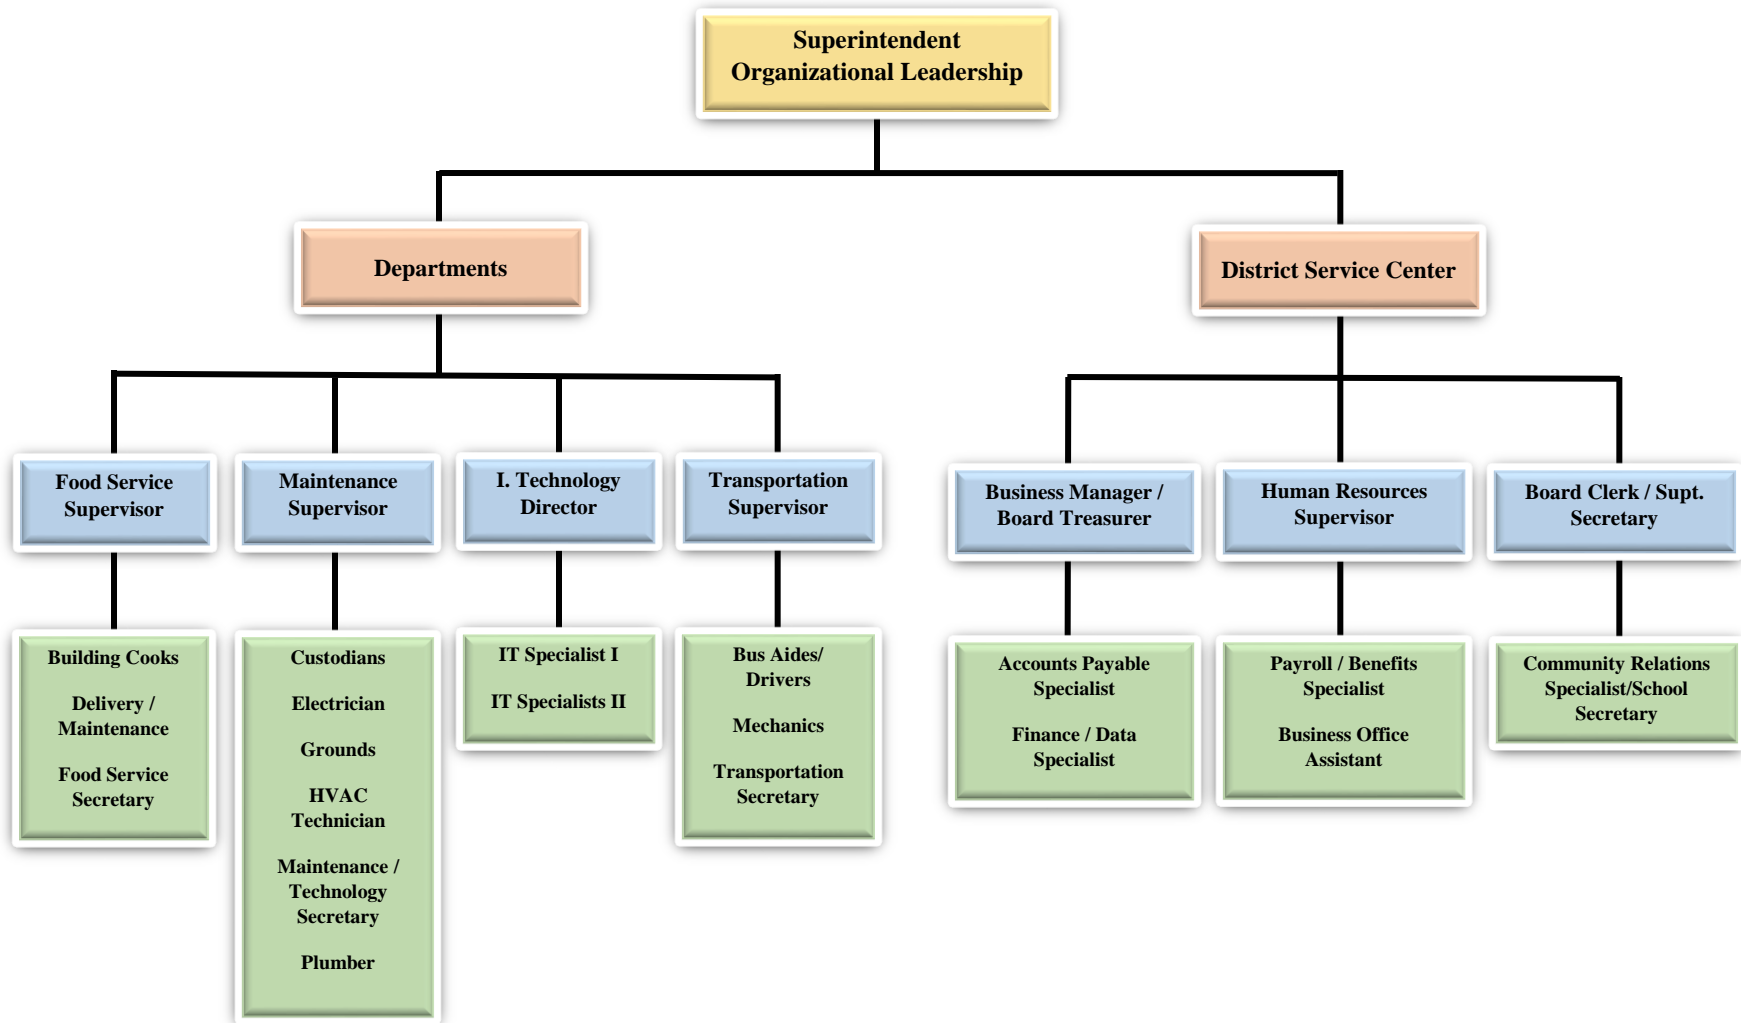 Superintendent
Organizational Leadership
Departments
District Service Center
Food Service
Supervisor
Maintenance
Supervisor
I. Technology
Director
Transportation
Supervisor
Business Manager /
Board Treasurer
Human Resources
Supervisor
Board Clerk / Supt.
Secretary
Building Cooks
Delivery /
Maintenance
Food Service
Secretary
Custodians
Electrician
Grounds
HVAC
Technician
Maintenance /
Technology
Secretary
Plumber
IT Specialist I
IT Specialists II
Bus Aides/
Drivers
Mechanics
Transportation
Secretary
Accounts Payable
Specialist
Finance / Data
Specialist
Payroll / Benefits
Specialist
Business Office
Assistant
Community Relations
Specialist/School
Secretary